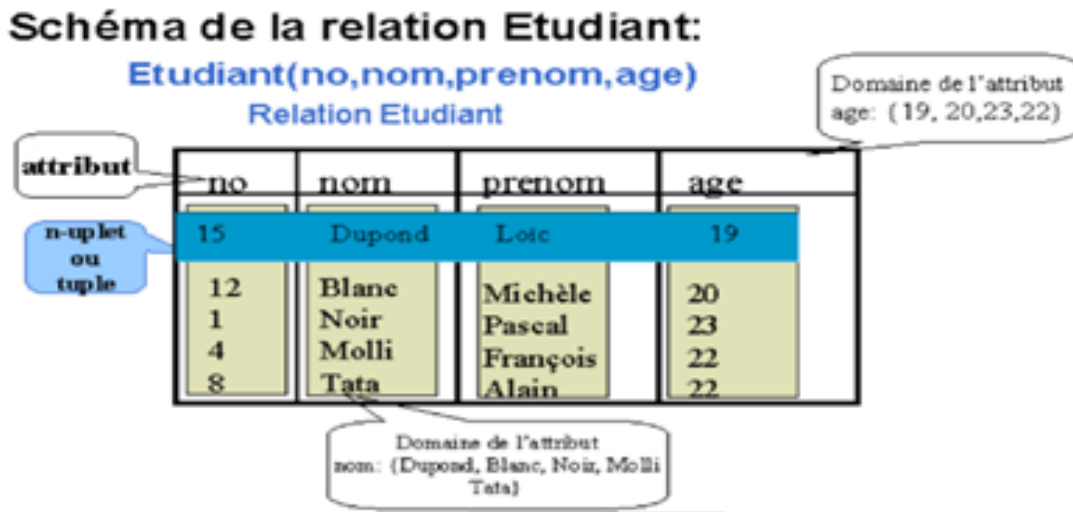 Schéma de la relation Etudiant:
Etudiant(no,nom,prenom,age)
Relation Etudiant
Domaine de l'attribut
age: (19, 20,23,22}
attribut
no nom prenom age
n-uplet
ou
tuple
15 Dupond Loic 19
12 Blanc Michèle 20
1 Noir Pascal 23
4 Molli François 22
8 Tata Alain 22
Domaine de l'attribut
nom: {Dupond, Blanc, Noir, Molli
Tata}